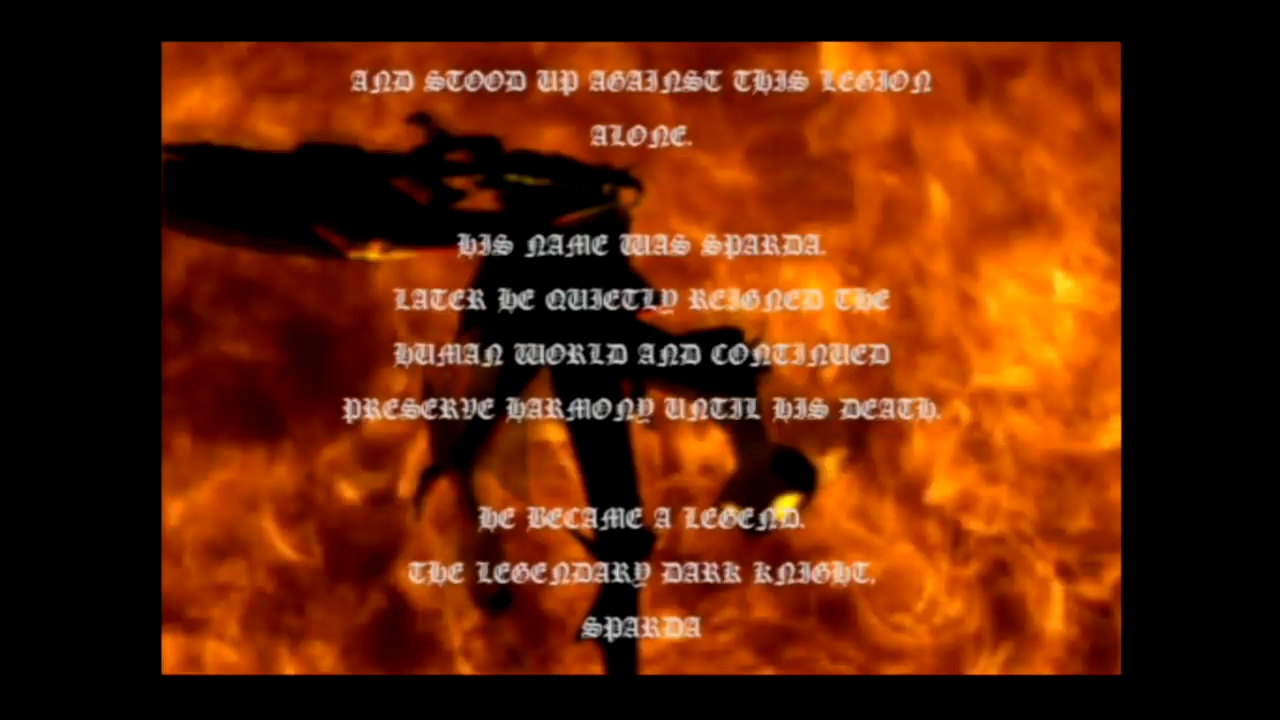 AND STOOD UP AGAINST THIS LEGION
ALONE.
HIS NAME WAS SPARDA.
LATER HE QUIETLY REIGNED THE
HUMAN WORLD AND CONTINUED
PRESERVE HARMONY UNTIL HIS DEATH.
HE BECAME A LEGEND.
THE LEGENDARY DARK KNIGHT,
SPARDA